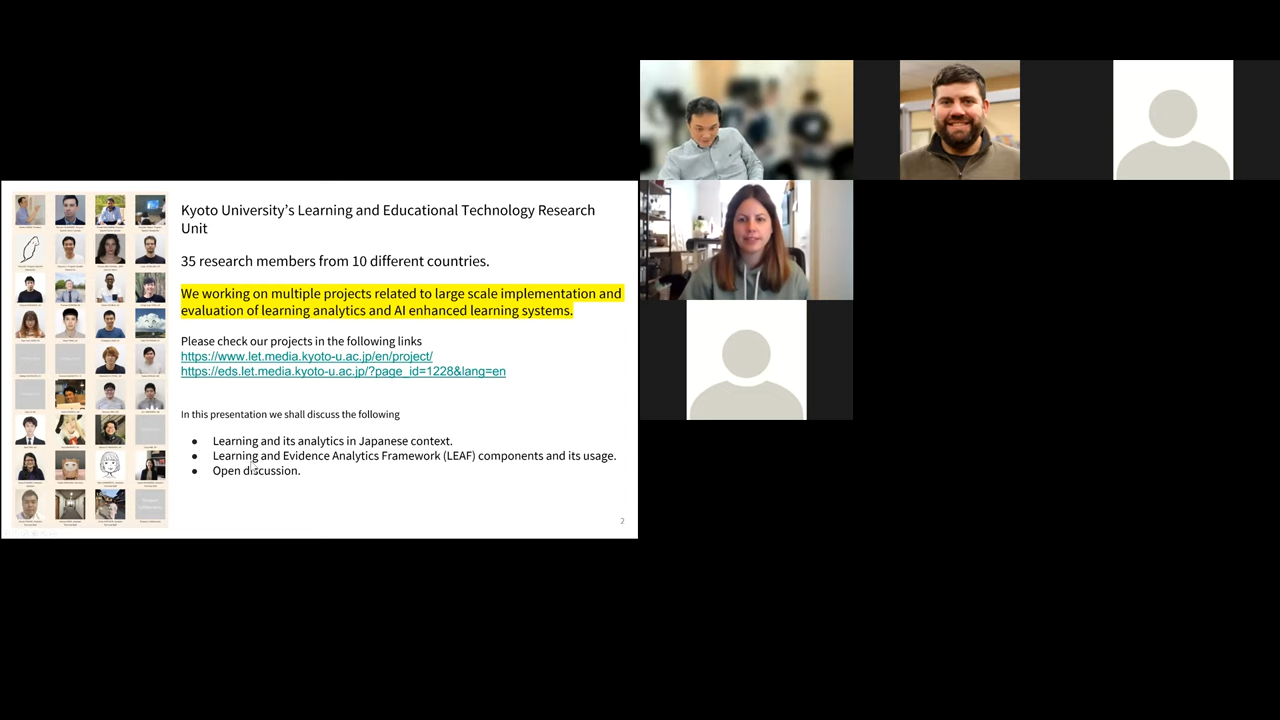 Kyoto University’s Learning and Educational Technology Research
Unit
35 research members from 10 different countries.
We working on multiple projects related to large scale implementation and
evaluation of learning analytics and AI enhanced learning systems.
Please check our projects in the following links
https://www.let.media.kyoto-u.ac.jp/en/project/
https://eds.let.media.kyoto-u.ac.jp/?page_id=1228&lang=en
In this presentation we shall discuss the following
● Learning and its analytics in Japanese context.
● Learning and Evidence Analytics Framework (LEAF) components and its usage.
● Open discussion.
2